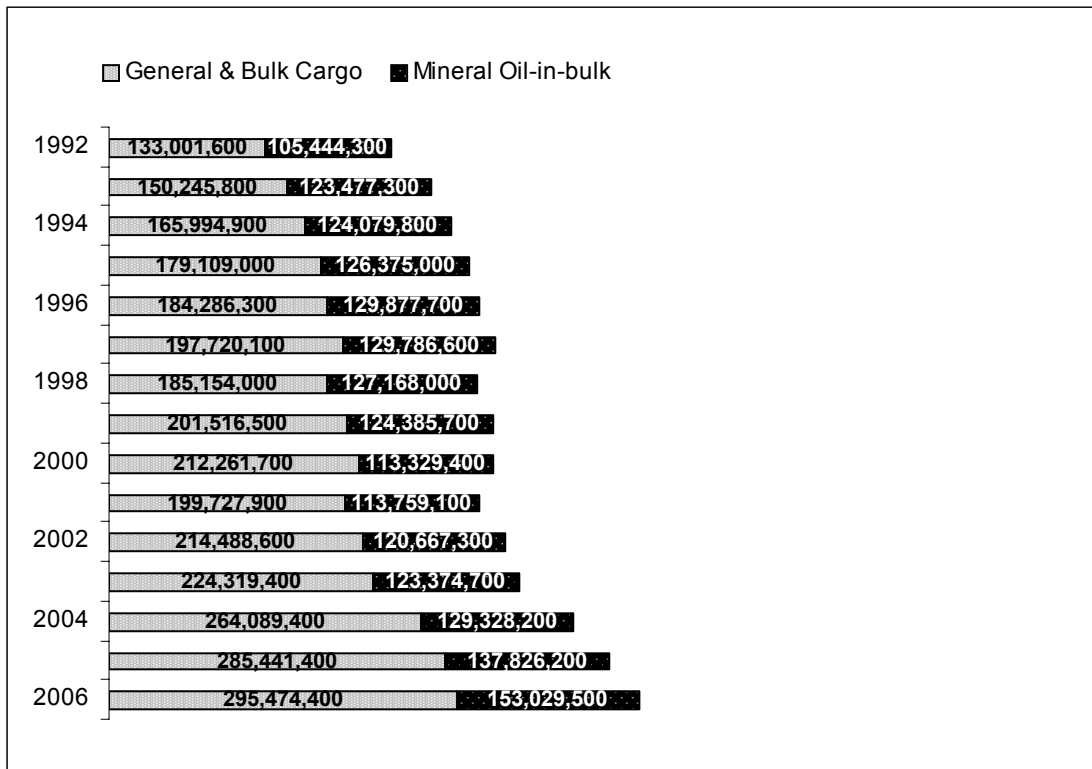 General & Bulk Cargo Mineral Oil-in-bulk
1992 133,001,600 105,444,300
150,245,800 123,477,300
1994 165,994,900 124,079,800
179,109,000 126,375,000
1996 184,286,300 129,877,700
197,720,100 129,786,600
1998 185,154,000 127,168,000
201,516,500 124,385,700
2000 212,261,700 113,329,400
199,727,900 113,759,100
2002 214,488,600 120,667,300
224,319,400 123,374,700
2004 264,089,400 129,328,200
285,441,400 137,826,200
2006 295,474,400 153,029,500